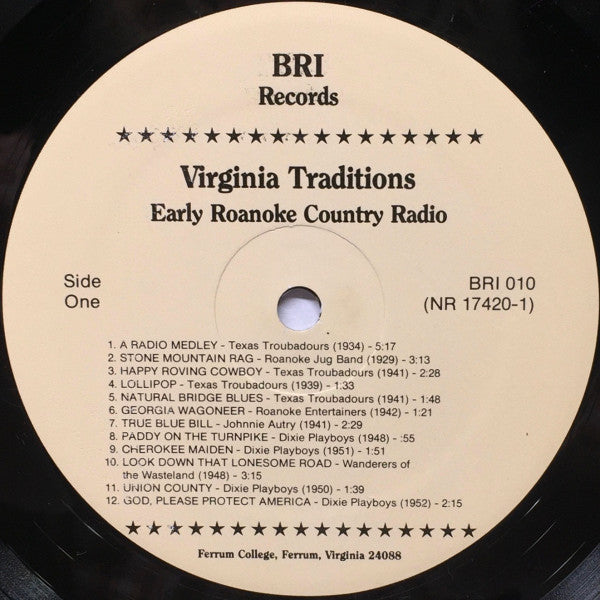 BRI
Records
★★★★★★★★★★★★★★★★★
Virginia Traditions
Early Roanoke Country Radio
Side
One
BRI 010
(NR 17420-1)
1. A RADIO MEDLEY - Texas Troubadours (1934) - 5:17
2. STONE MOUNTAIN RAG - Roanoke Jug Band (1929) - 3:13
3. HAPPY ROVING COWBOY - Texas Troubadours (1941) - 2:28
4. LOLLIPOP - Texas Troubadours (1939) - 1:33
5. NATURAL BRIDGE BLUES - Texas Troubadours (1941) - 1:48
6. GEORGIA WAGONEER - Roanoke Entertainers (1942) - 1:21
7. TRUE BLUE BILL - Johnnie Autry (1941) - 2:29
8. PADDY ON THE TURNPIKE - Dixie Playboys (1948) - :55
9. CHEROKEE MAIDEN - Dixie Playboys (1951) - 1:51
10. LOOK DOWN THAT LONESOME ROAD - Wanderers of
the Wasteland (1948) - 3:15
11. UNION COUNTY - Dixie Playboys (1950) - 1:39
12. GOD, PLEASE PROTECT AMERICA - Dixie Playboys (1952) - 2:15
★★★★★★★★★★★★★★★★★
Ferrum College, Ferrum, Virginia 24088